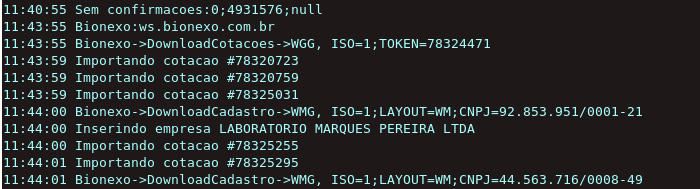 11:40:55 Sem confirmacoes:0;4931576;null
11:43:55 Bionexo:ws.bionexo.com.br
11:43:55 Bionexo->DownloadCotacoes->WGG, ISO=1;TOKEN=78324471
11:43:59 Importando cotacao #78320723
11:43:59 Importando cotacao #78320759
11:43:59 Importando cotacao #78325031
11:44:00 Bionexo->DownloadCadastro->WMG, ISO=1;LAYOUT=WM;CNPJ=92.853.951/0001-21
11:44:00 Inserindo empresa LABORATORIO MARQUES PEREIRA LTDA
11:44:00 Importando cotacao #78325255
11:44:01 Importando cotacao #78325295
11:44:01 Bionexo->DownloadCadastro->WMG, ISO=1;LAYOUT=WM;CNPJ=44.563.716/0008-49